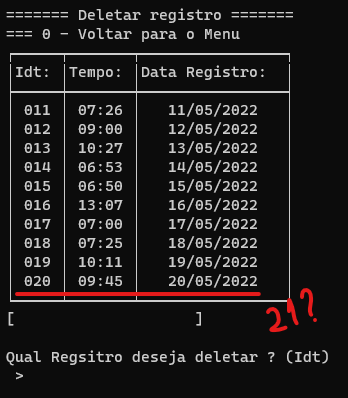 ======= Deletar registro =======
=== 0 - Voltar para o Menu
Idt: Tempo: Data Registro:
011 07:26 11/05/2022
012 09:00 12/05/2022
013 10:27 13/05/2022
014 06:53 14/05/2022
015 06:50 15/05/2022
016 13:07 16/05/2022
017 07:00 17/05/2022
018 07:25 18/05/2022
019 10:11 19/05/2022
020 09:45 20/05/2022
21?
[ ]
Qual Regsitro deseja deletar ? (Idt)
>